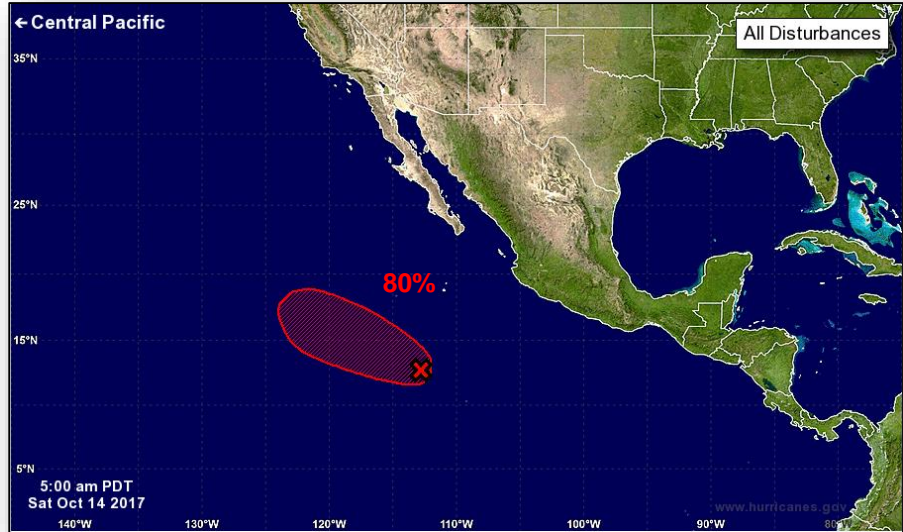 ← Central Pacific
All Disturbances
35°N
25°N
80%
15°N
X
5°N
5:00 am PDT
Sat Oct 14 2017
www.hurricanes.gov
140°W
130°W
120°W
110°W
100°W
90°W
80°W